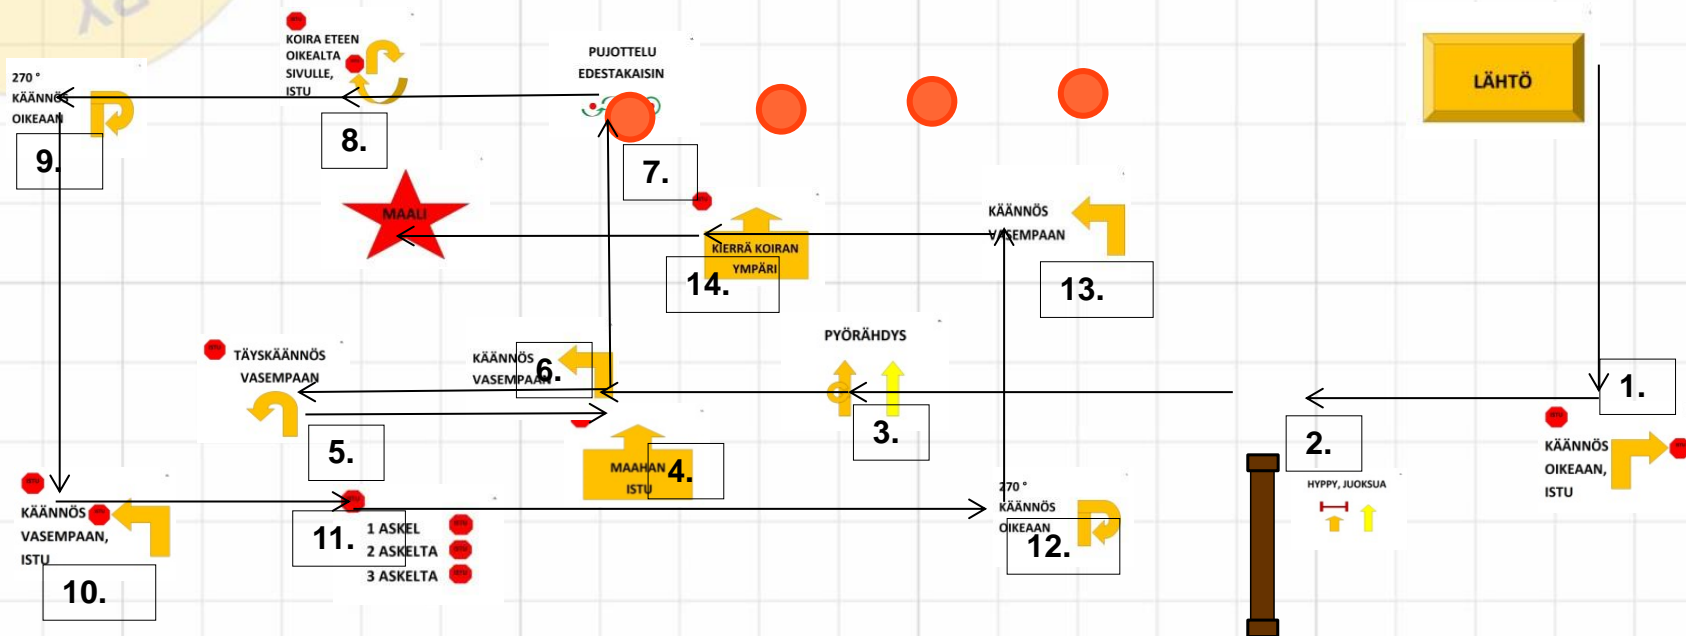 PY
LÄHTÖ
1.
KÄÄNNÖS
OIKEAAN,
ISTU
2.
HYPPY, JUOKSUA
PYÖRÄHDYS
3.
MAAHAN
ISTU
4.
TÄYSKÄÄNNÖS
VASEMPAAN
5.
KÄÄNNÖS
VASEMPAAN
6.
PUJOTTELU
EDESTAKAISIN
7.
KOIRA ETEEN
OIKEALTA
SIVULLE,
ISTU
8.
270 °
KÄÄNNÖS
OIKEAAN
9.
KÄÄNNÖS
VASEMPAAN,
ISTU
10.
11.
1 ASKEL
2 ASKELTA
3 ASKELTA
270 °
KÄÄNNÖS
OIKEAAN
12.
KÄÄNNÖS
VASEMPAAN
13.
KIERRÄ KOIRAN
YMPÄRI
14.
MAALI